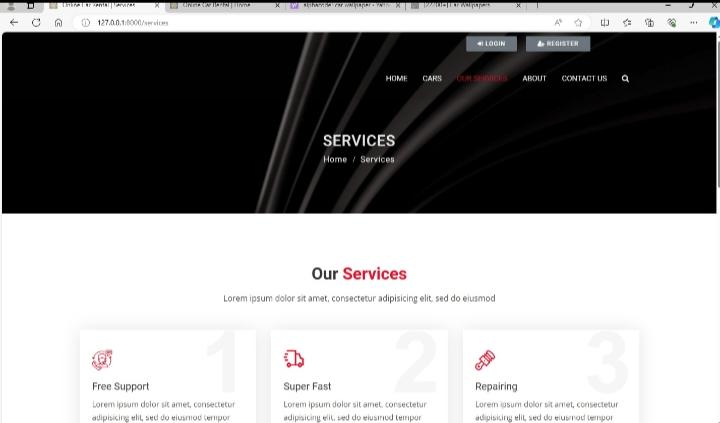 Online Car Rental | Services
Online Car Rental | Home
127.0.0.1:8000/services
LOGIN
REGISTER
HOME
CARS
OUR SERVICES
ABOUT
CONTACT US
SERVICES
Home / Services
Our Services
Lorem ipsum dolor sit amet, consectetur adipisicing elit, sed do eiusmod
1
Free Support
Lorem ipsum dolor sit amet, consectetur
adipisicing elit, sed do eiusmod tempor
2
Super Fast
Lorem ipsum dolor sit amet, consectetur
adipisicing elit, sed do eiusmod tempor
3
Repairing
Lorem ipsum dolor sit amet, consectetur
adipisicing elit, sed do eiusmod tempor